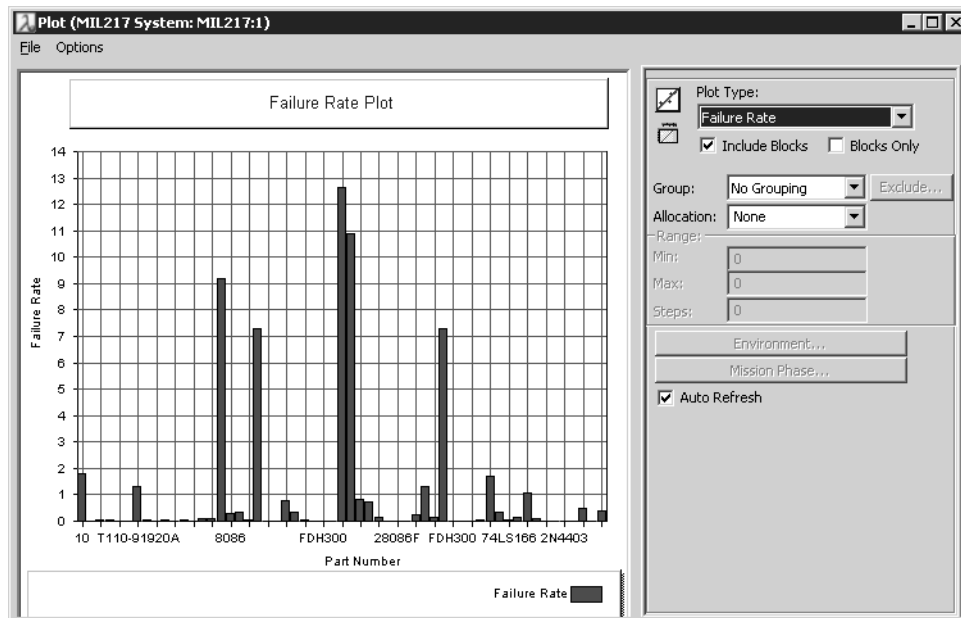 Plot (MIL217 System: MIL217:1)
File Options
Failure Rate Plot
14
13
12
11
10
9
8
7
6
5
4
3
2
1
0
Failure Rate
10 T110-91920A 8086 FDH300 28086F FDH300 74LS166 2N4403
Part Number
Failure Rate
Plot Type:
Failure Rate
Include Blocks Blocks Only
Group: No Grouping Exclude...
Allocation: None
Range:
Min: 0
Max: 0
Steps: 0
Environment...
Mission Phase...
Auto Refresh